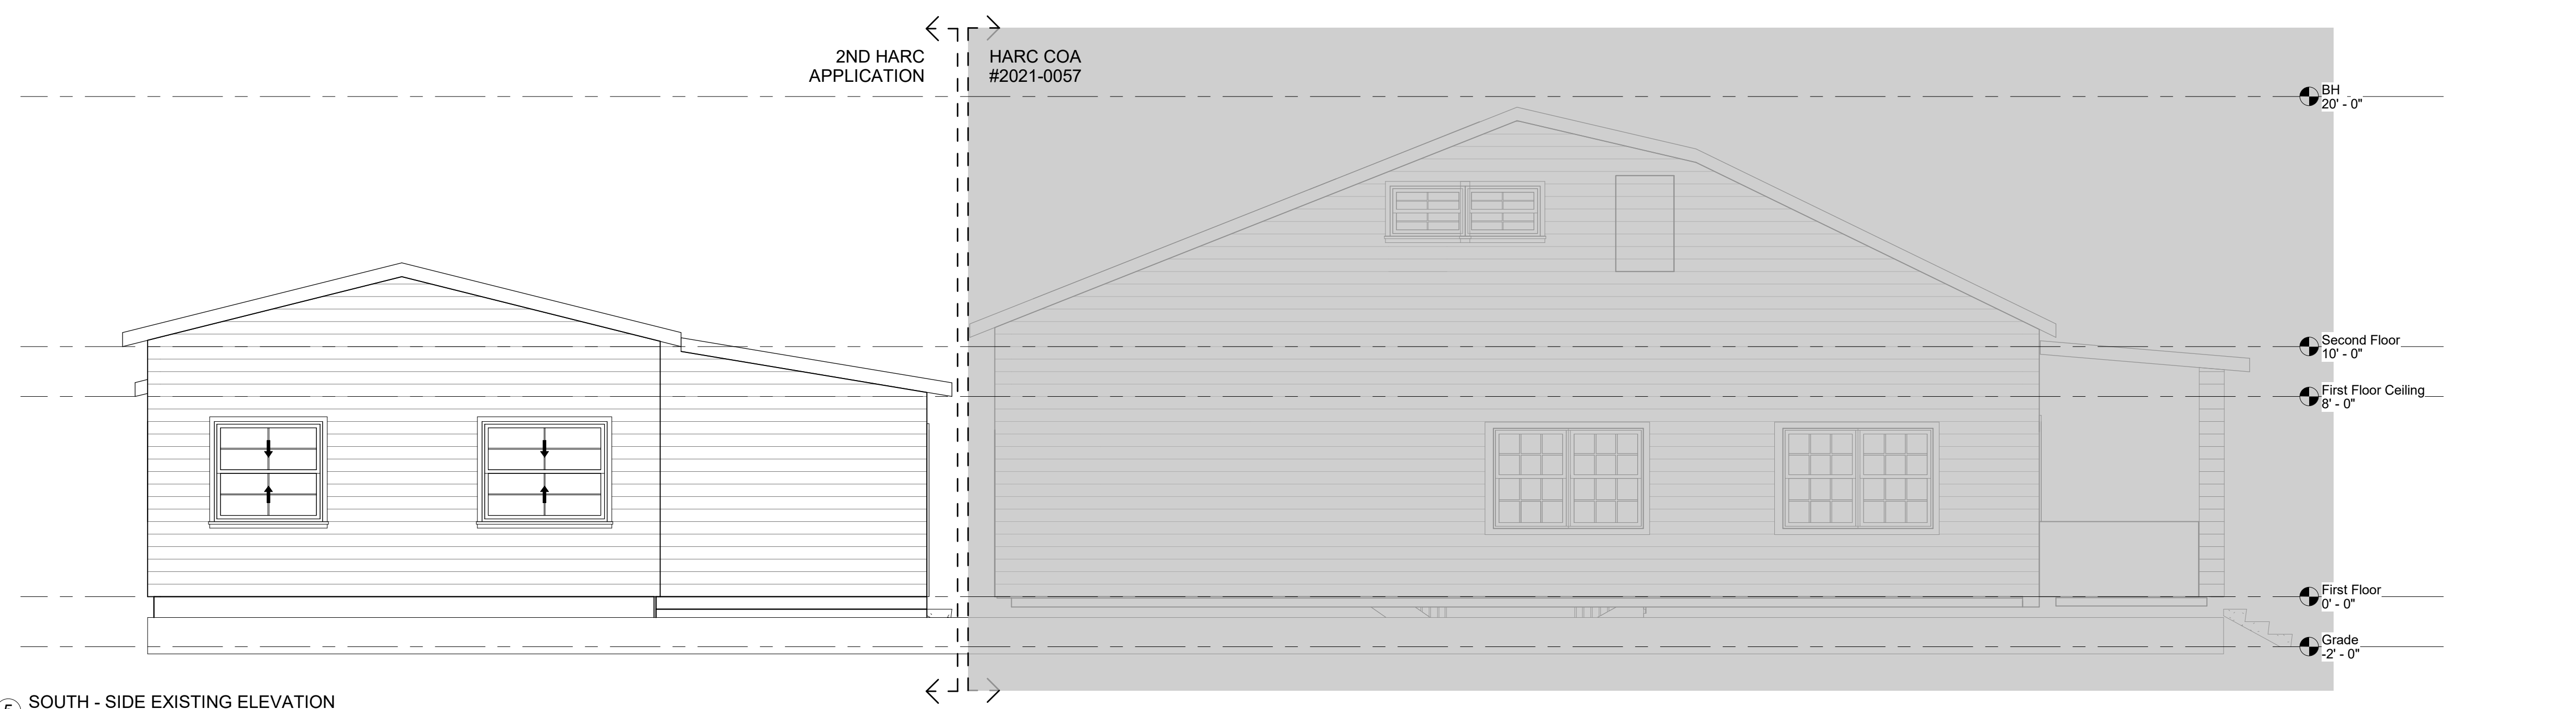 2ND HARC
APPLICATION
HARC COA
#2021-0057
BH
20' - 0"
Second Floor
10' - 0"
First Floor Ceiling
8' - 0"
First Floor
0' - 0"
Grade
-2' - 0"
SOUTH - SIDE EXISTING ELEVATION